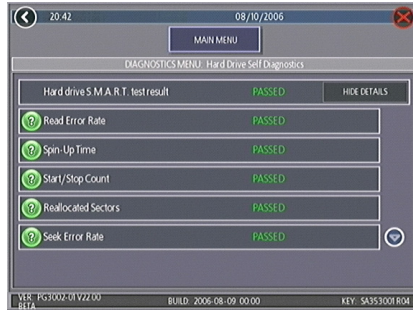 20:42 08/10/2006
MAIN MENU
DIAGNOSTICS MENU: Hard Drive Self Diagnostics
Hard drive S.M.A.R.T. test result PASSED HIDE DETAILS
? Read Error Rate PASSED
? Spin-Up Time PASSED
? Start/Stop Count PASSED
? Reallocated Sectors PASSED
? Seek Error Rate PASSED
VER: PG3002-01 V22.00 BUILD: 2006-08-09 00:00 KEY: SA353001 R04
BETA